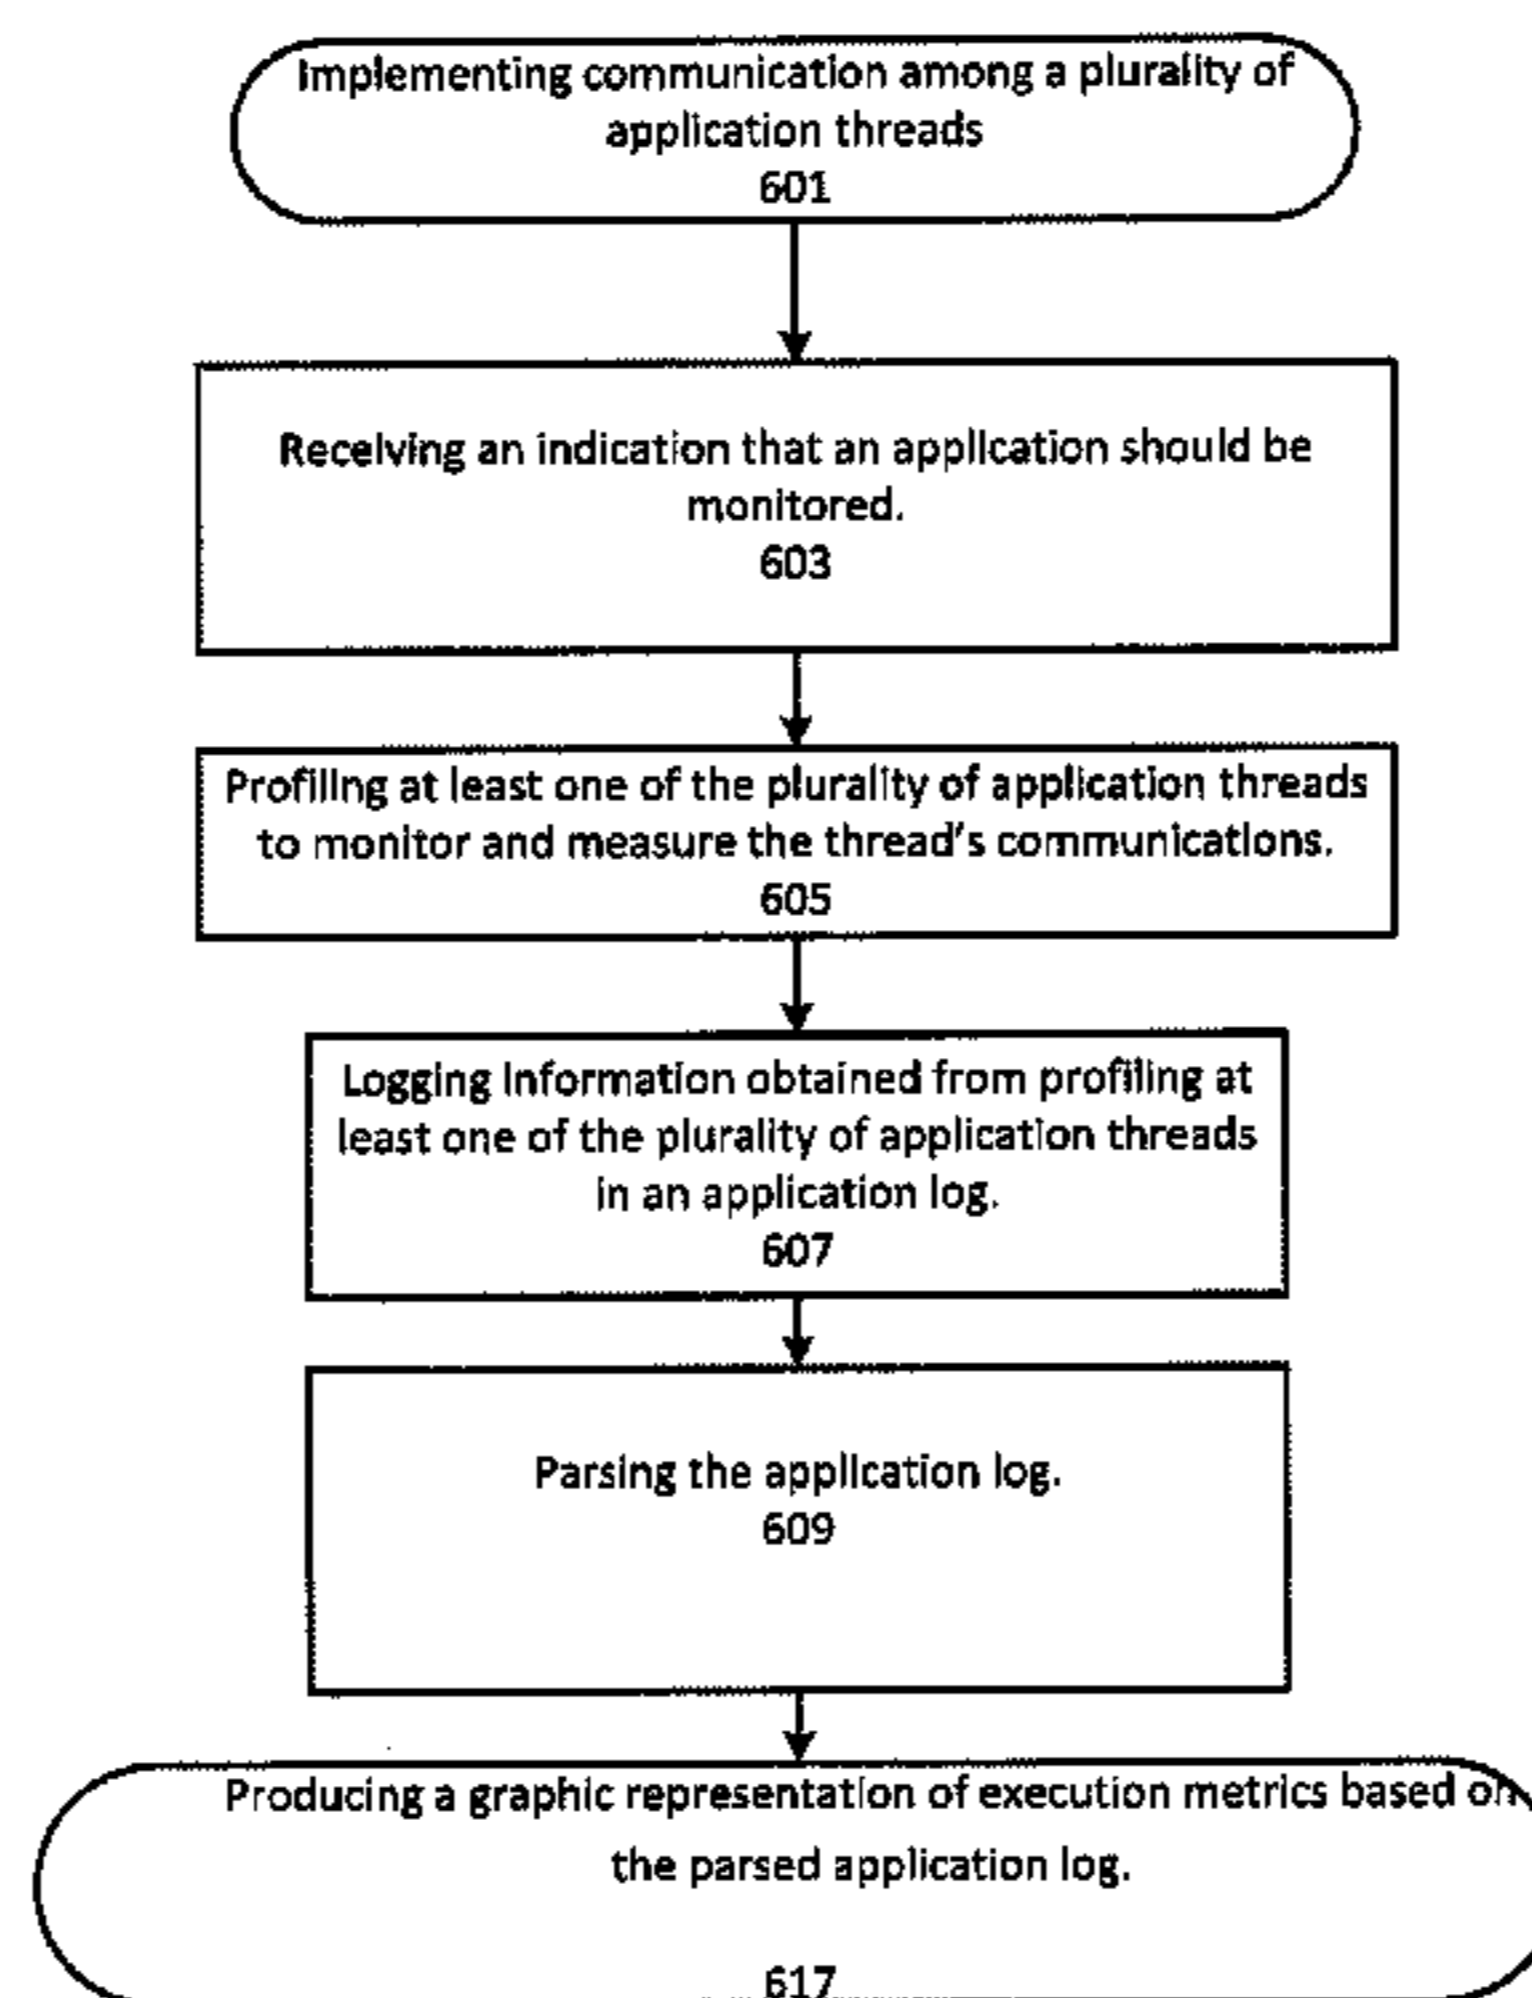 Implementing communication among a plurality of
application threads
601
Receiving an indication that an application should be
monitored.
603
Profiling at least one of the plurality of application threads
to monitor and measure the thread's communications.
605
Logging information obtained from profiling at
least one of the plurality of application threads
in an application log.
607
Parsing the application log.
609
Producing a graphic representation of execution metrics based on
the parsed application log.
617